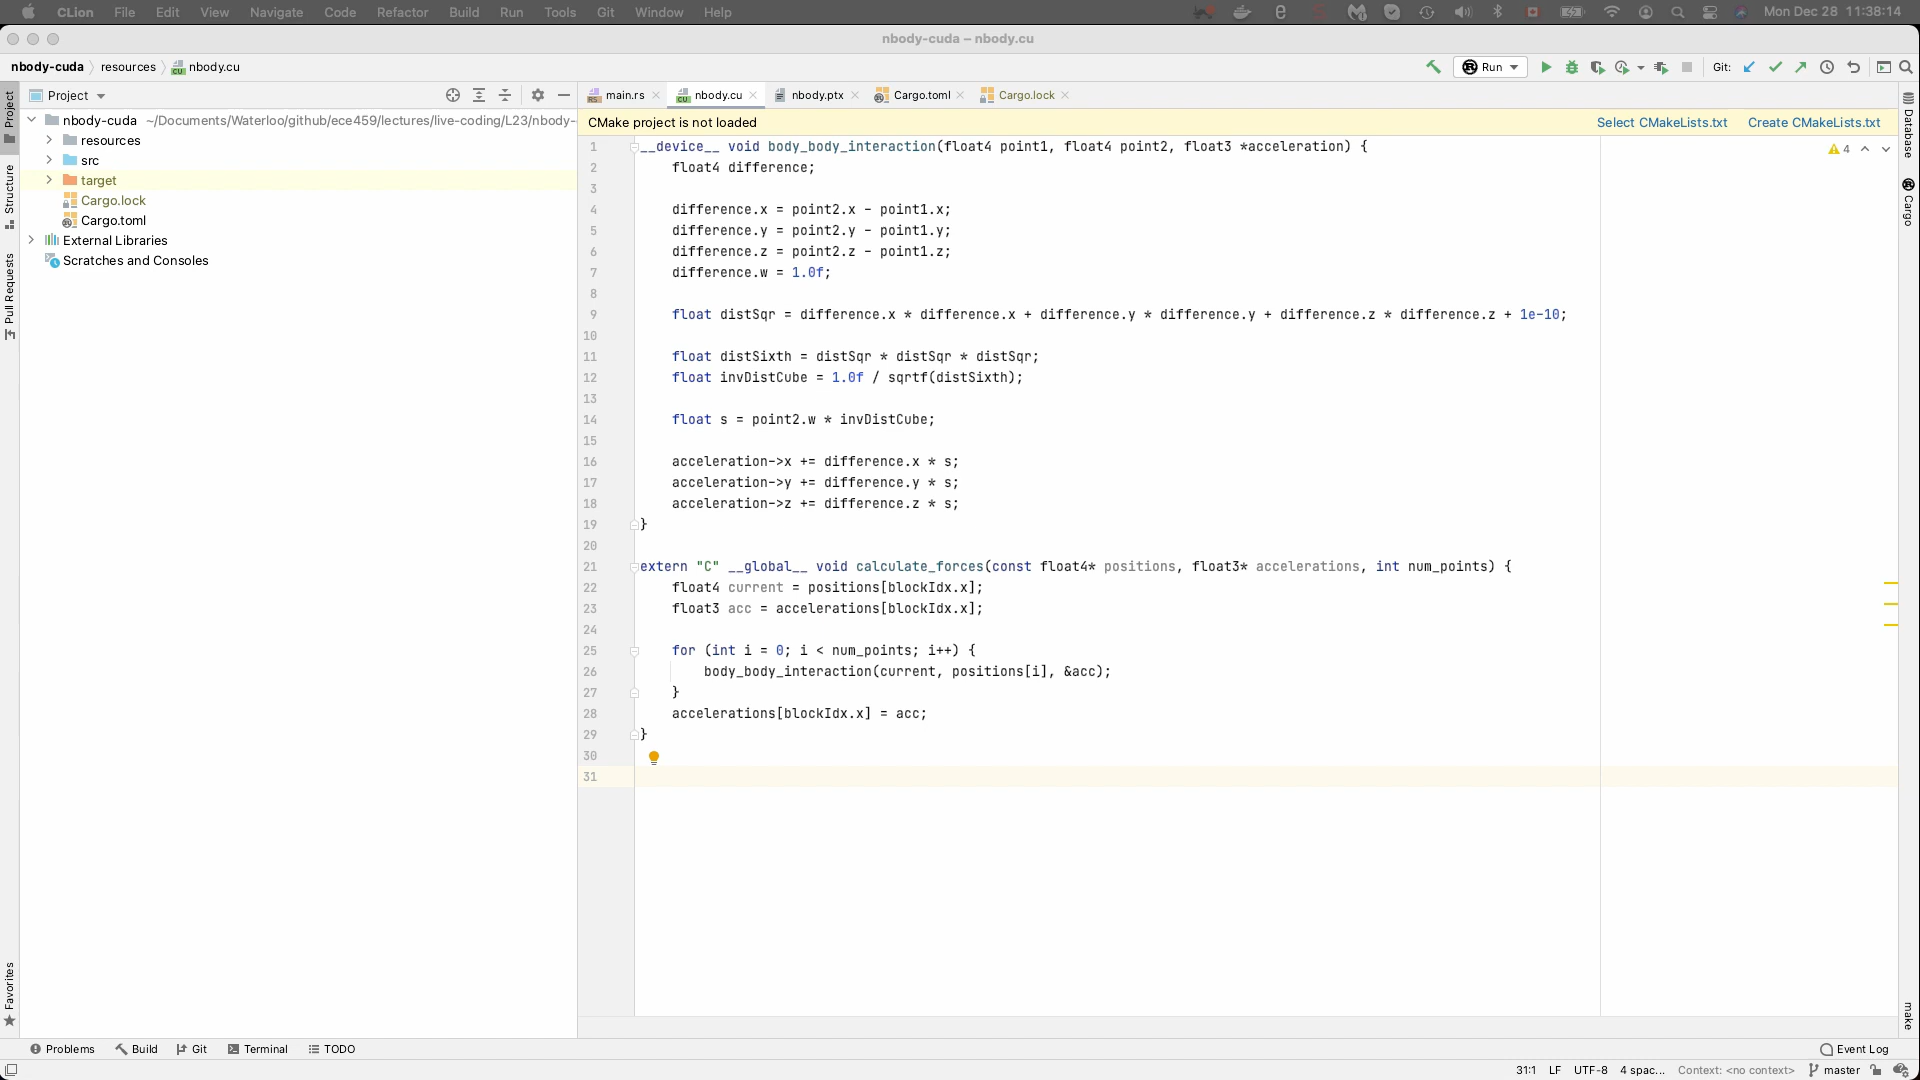 CLion File Edit View Navigate Code Refactor Build Run Tools Git Window Help Mon Dec 28 11:38:14
nbody-cuda – nbody.cu
nbody-cuda resources nbody.cu Run Git:
Project
main.rs nbody.cu nbody.ptx Cargo.toml Cargo.lock
nbody-cuda ~/Documents/Waterloo/github/ece459/lectures/live-coding/L23/nbody-
resources
src
target
Cargo.lock
Cargo.toml
External Libraries
Scratches and Consoles
Project
Structure
Pull Requests
Favorites
CMake project is not loaded Select CMakeLists.txt Create CMakeLists.txt
4
1 __device__ void body_body_interaction(float4 point1, float4 point2, float3 *acceleration) {
2 float4 difference;
3
4 difference.x = point2.x - point1.x;
5 difference.y = point2.y - point1.y;
6 difference.z = point2.z - point1.z;
7 difference.w = 1.0f;
8
9 float distSqr = difference.x * difference.x + difference.y * difference.y + difference.z * difference.z + 1e-10;
10
11 float distSixth = distSqr * distSqr * distSqr;
12 float invDistCube = 1.0f / sqrtf(distSixth);
13
14 float s = point2.w * invDistCube;
15
16 acceleration->x += difference.x * s;
17 acceleration->y += difference.y * s;
18 acceleration->z += difference.z * s;
19 }
20
21 extern "C" __global__ void calculate_forces(const float4* positions, float3* accelerations, int num_points) {
22 float4 current = positions[blockIdx.x];
23 float3 acc = accelerations[blockIdx.x];
24
25 for (int i = 0; i < num_points; i++) {
26 body_body_interaction(current, positions[i], &acc);
27 }
28 accelerations[blockIdx.x] = acc;
29 }
30
31
Database
Cargo
make
Problems Build Git Terminal TODO Event Log
31:1 LF UTF-8 4 spac... Context: <no context> master